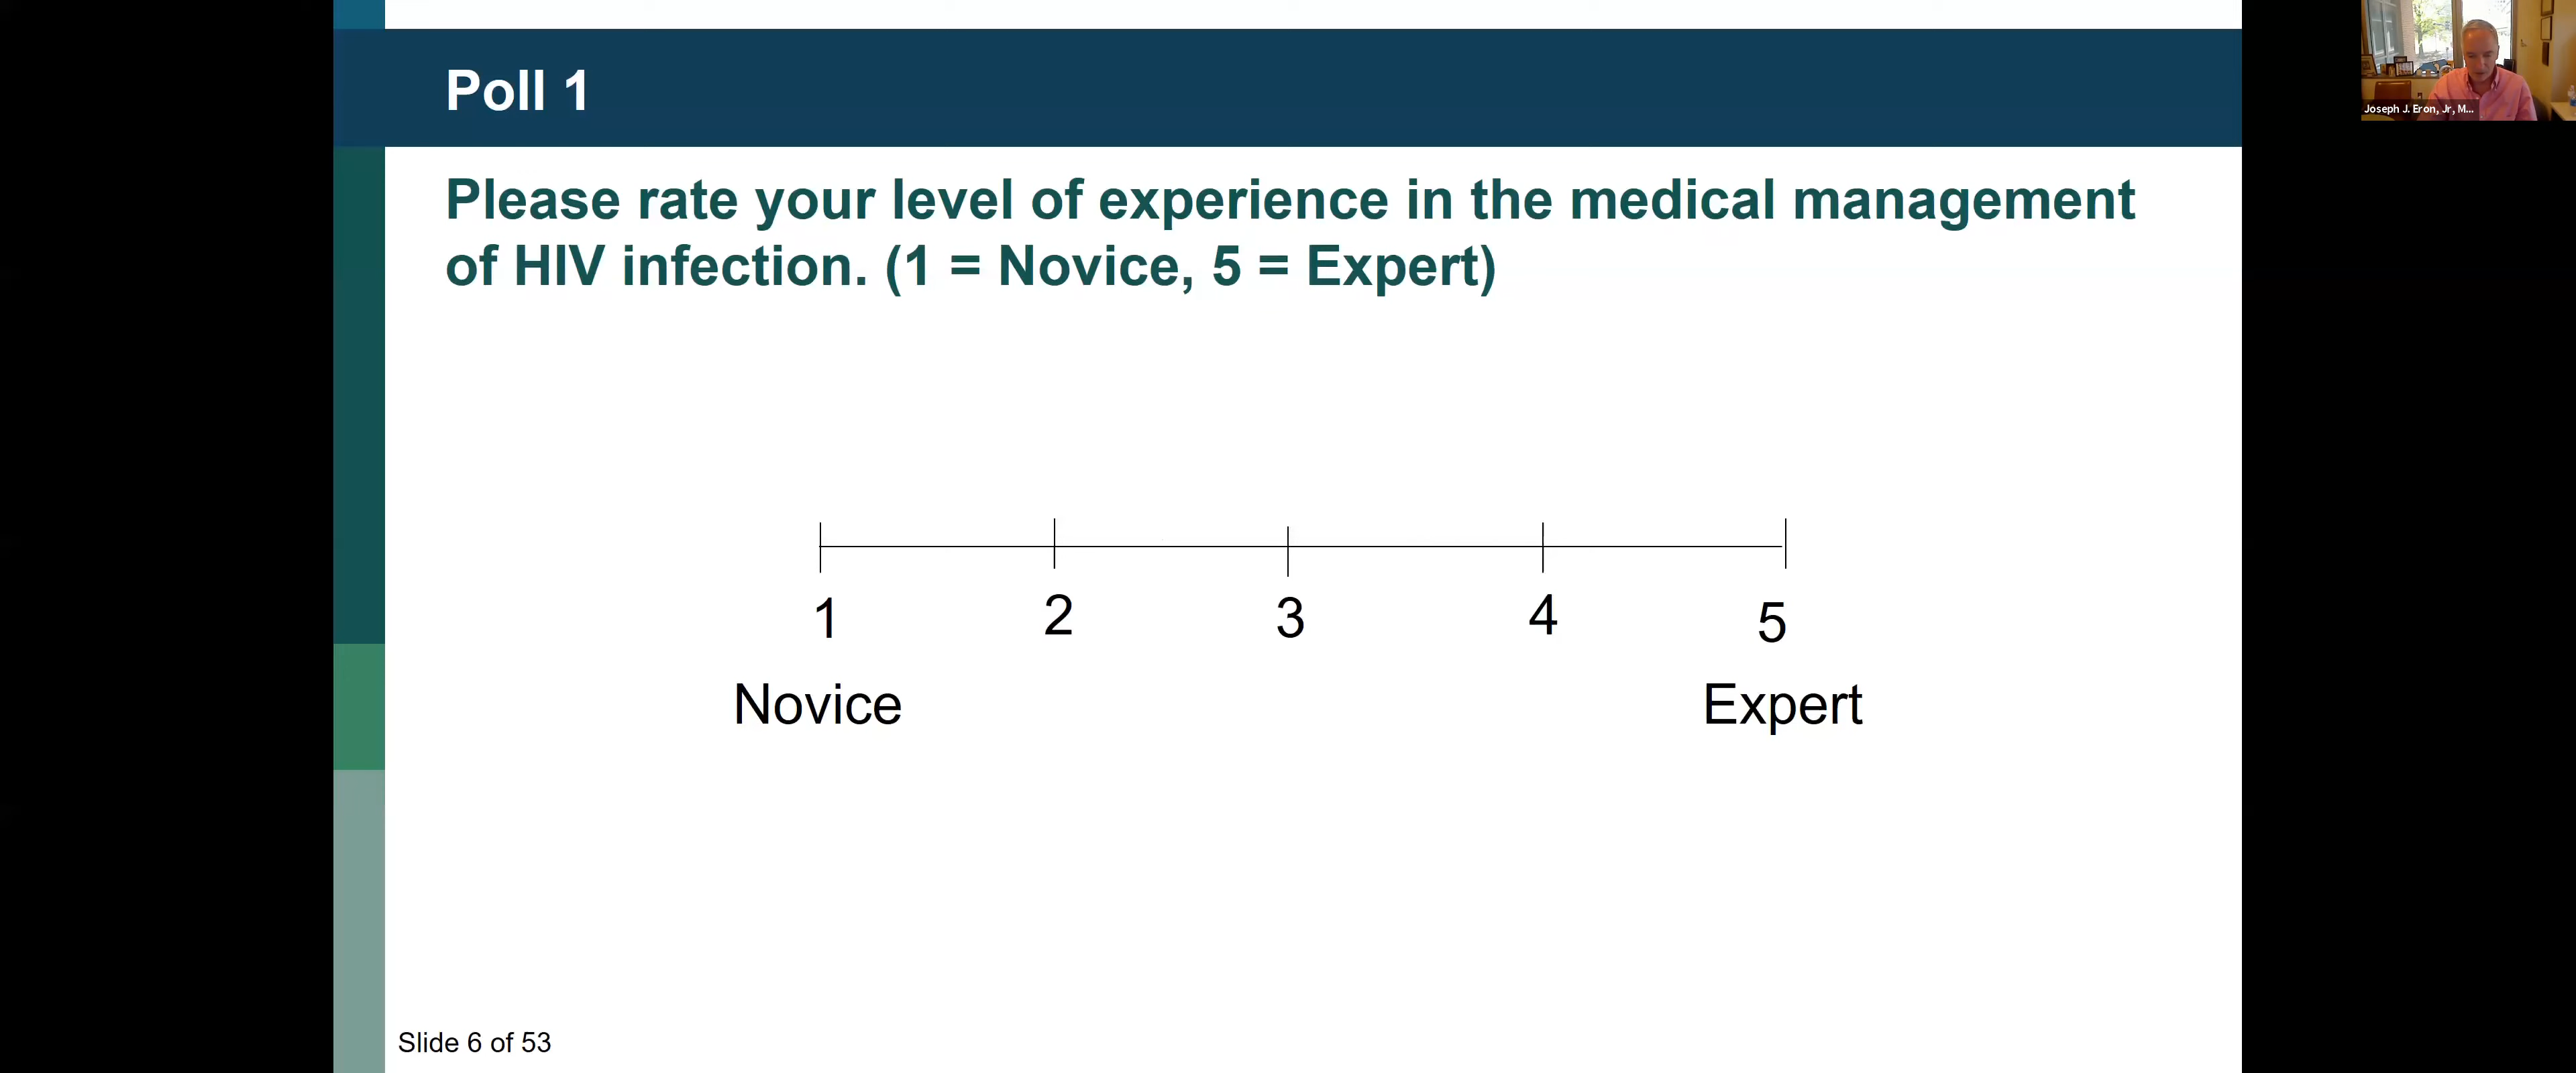 Poll 1
Joseph J. Eron, Jr, M...
Please rate your level of experience in the medical management
of HIV infection. (1 = Novice, 5 = Expert)
1 2 3 4 5
Novice Expert
Slide 6 of 53